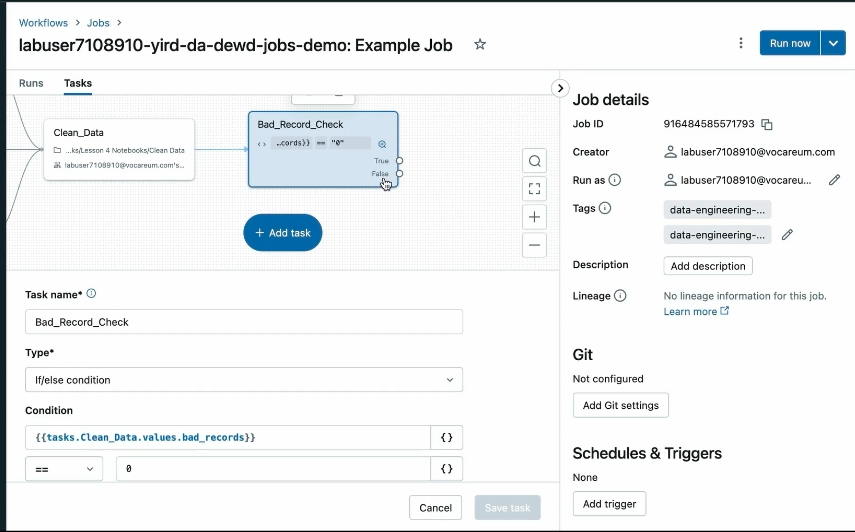 Workflows > Jobs >
labuser7108910-yird-da-dewd-jobs-demo: Example Job
Run now
Runs Tasks
Clean_Data
...ks/Lesson 4 Notebooks/Clean Data
labuser7108910@vocareum.com's...
Bad_Record_Check
...cords}} == "0"
True
False
+ Add task
Task name*
Bad_Record_Check
Type*
If/else condition
Condition
{{tasks.Clean_Data.values.bad_records}} {}
== 0 {}
Cancel Save task
Job details
Job ID 916484585571793
Creator labuser7108910@vocareum.com
Run as labuser7108910@vocareu...
Tags data-engineering-...
data-engineering-...
Description Add description
Lineage No lineage information for this job.
Learn more
Git
Not configured
Add Git settings
Schedules & Triggers
None
Add trigger